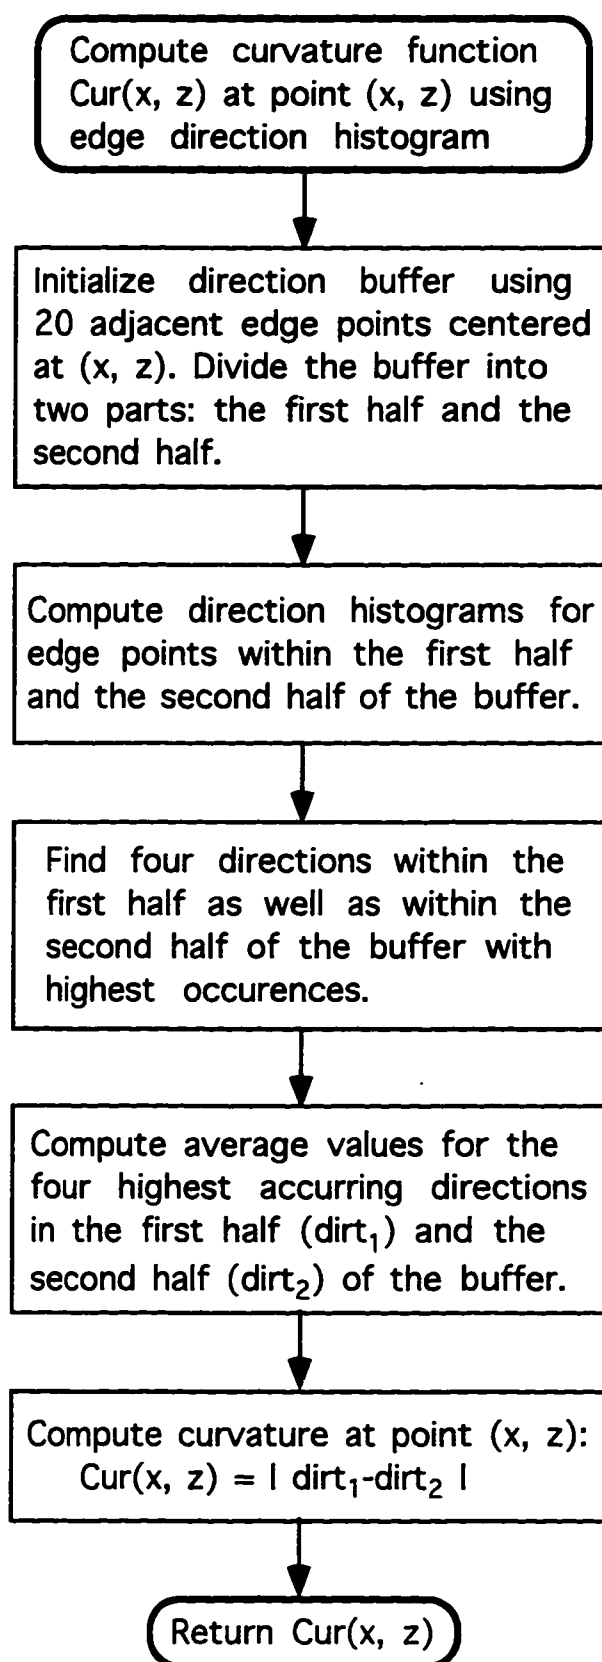 Compute curvature function
Cur(x, z) at point (x, z) using
edge direction histogram
Initialize direction buffer using
20 adjacent edge points centered
at (x, z). Divide the buffer into
two parts: the first half and the
second half.
Compute direction histograms for
edge points within the first half
and the second half of the buffer.
Find four directions within the
first half as well as within the
second half of the buffer with
highest occurences.
Compute average values for the
four highest accurring directions
in the first half (dirt₁) and the
second half (dirt₂) of the buffer.
Compute curvature at point (x, z):
Cur(x, z) = | dirt₁-dirt₂ |
Return Cur(x, z)